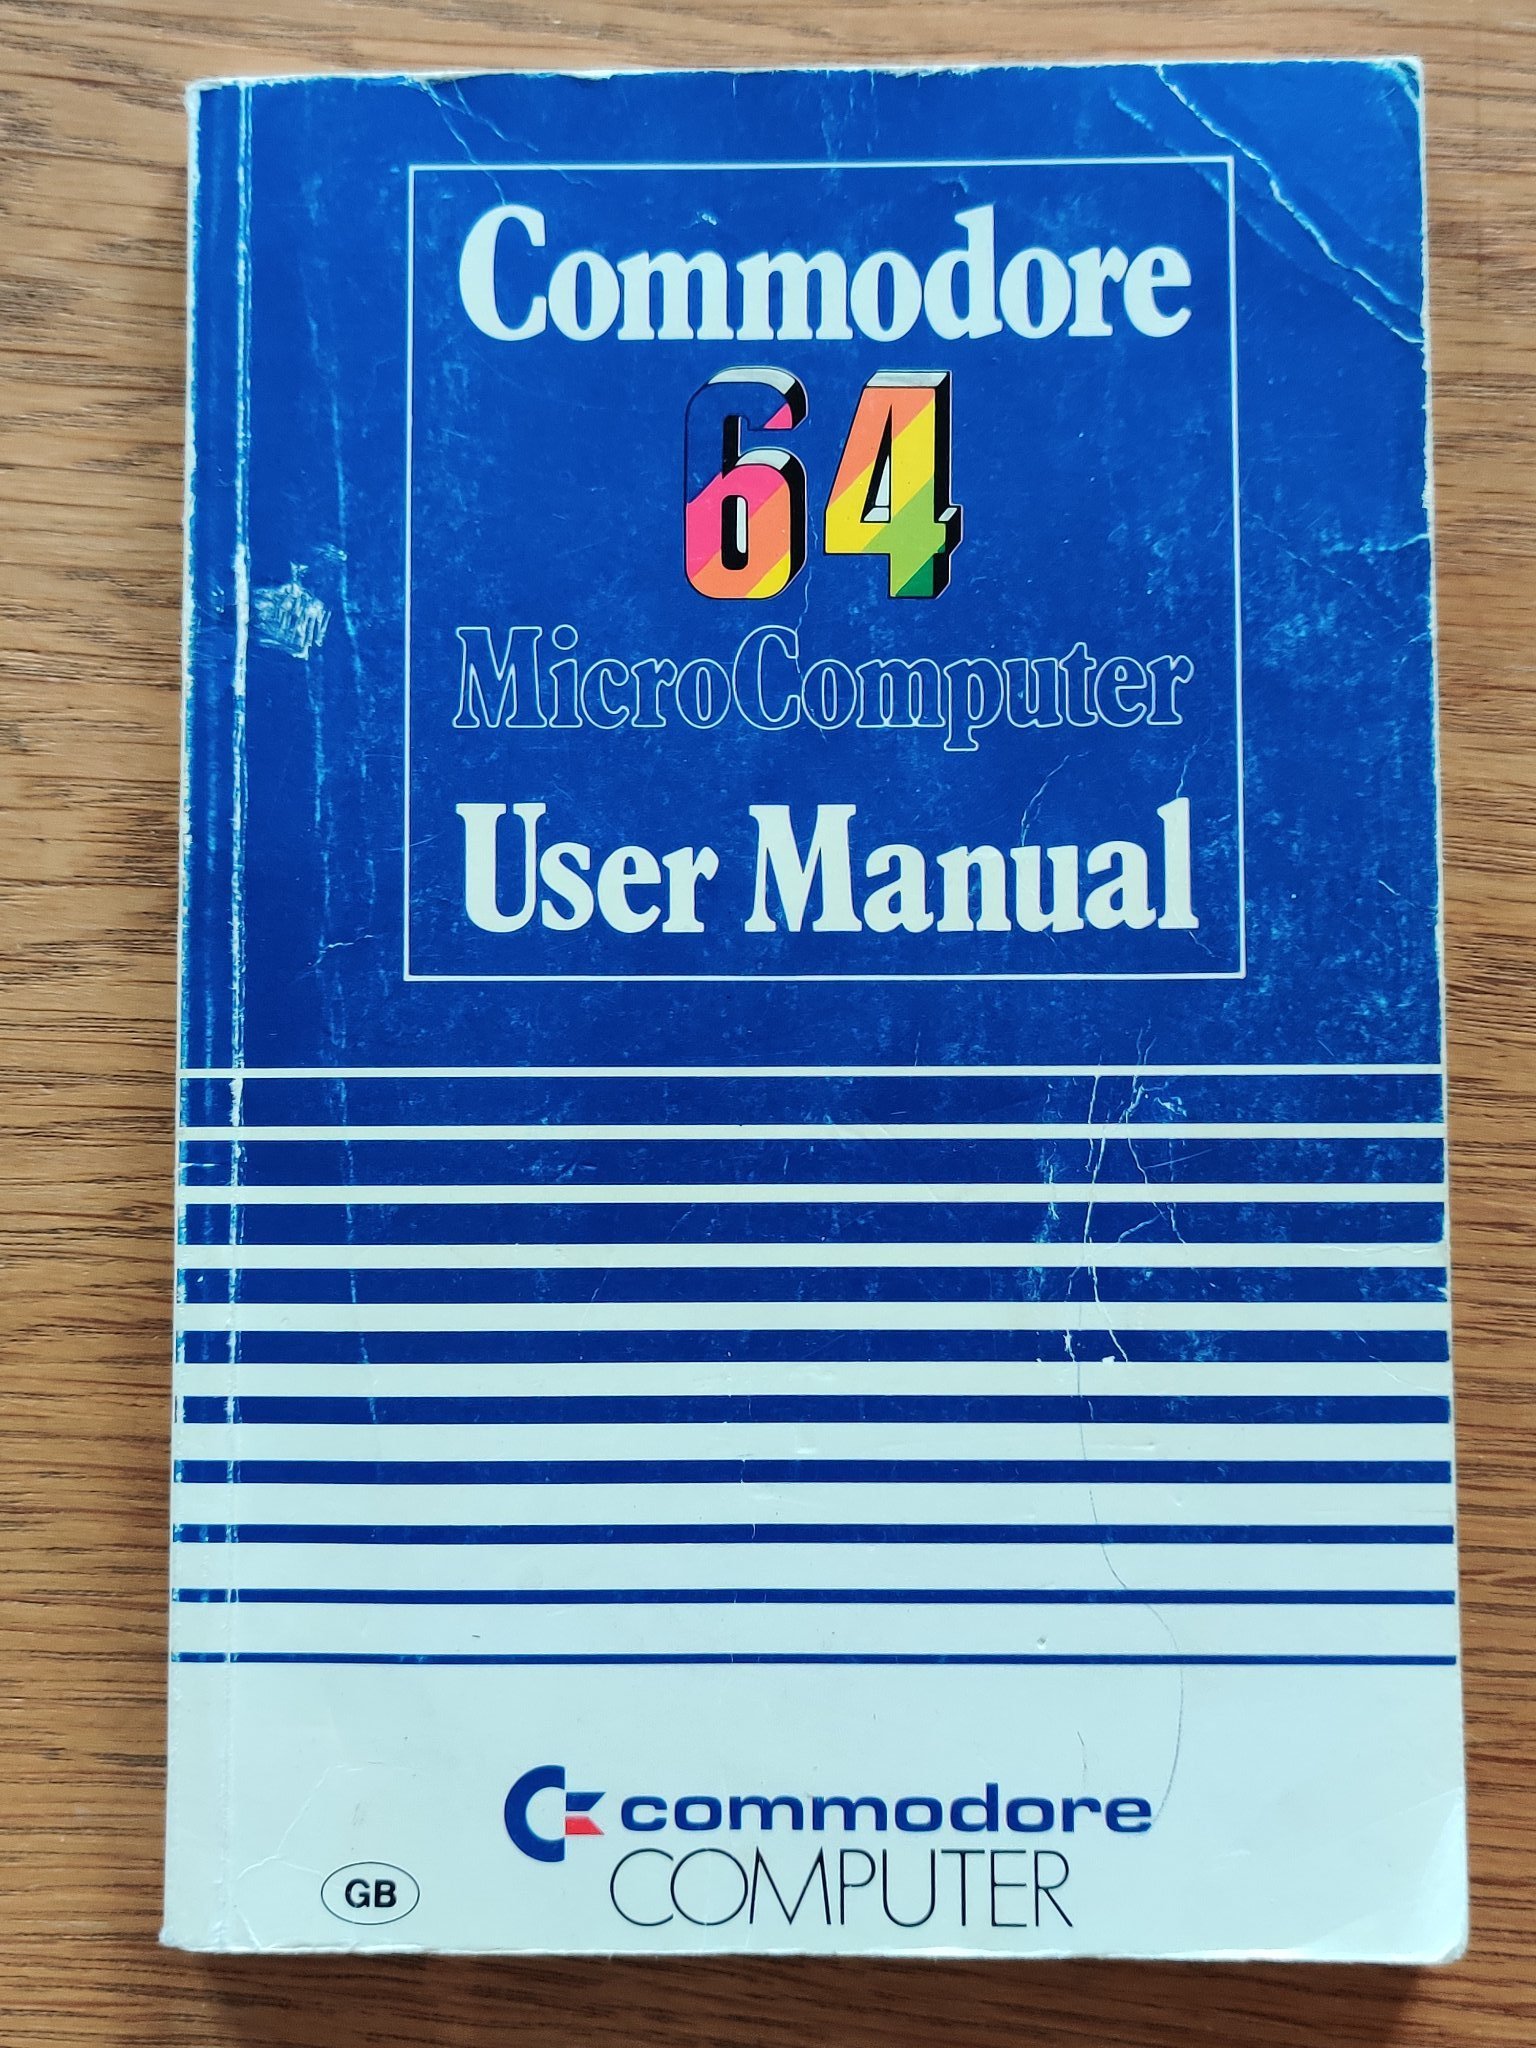 Commodore
64
MicroComputer
User Manual
commodore
COMPUTER
GB